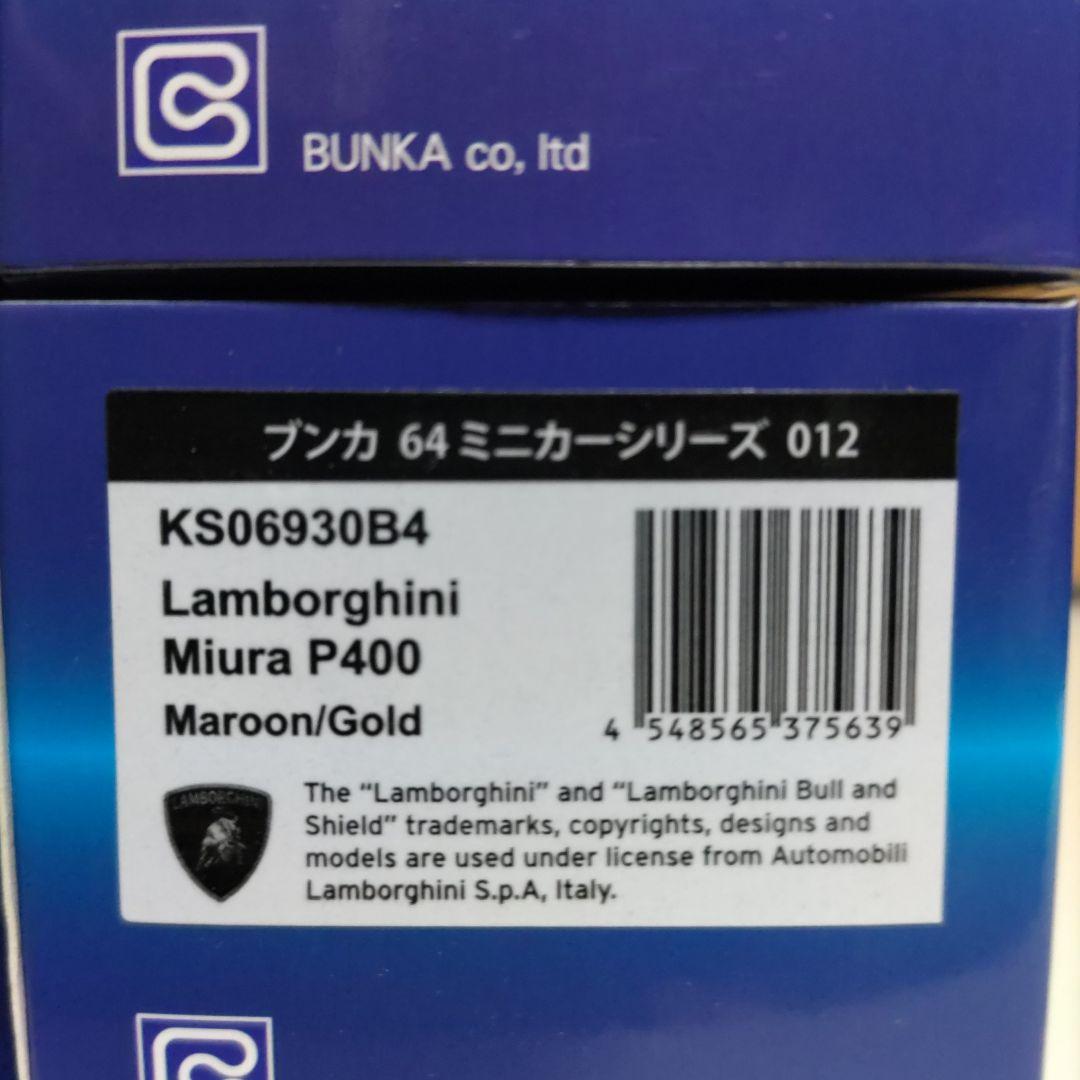 BUNKA co, ltd
ブンカ 64 ミニカーシリーズ 012
KS06930B4
Lamborghini
Miura P400
Maroon/Gold
4 548565 375639
LAMBORGHINI
The “Lamborghini” and “Lamborghini Bull and
Shield” trademarks, copyrights, designs and
models are used under license from Automobili
Lamborghini S.p.A, Italy.